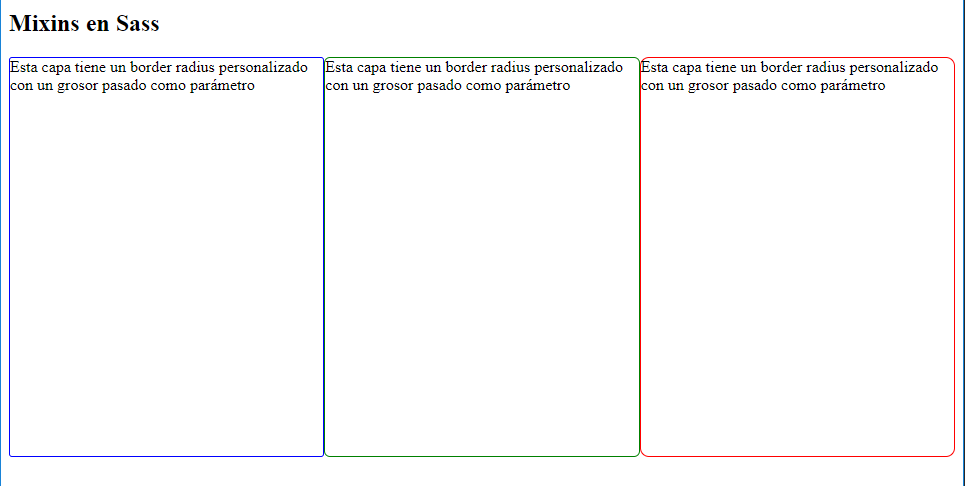 Mixins en Sass
Esta capa tiene un border radius personalizado
con un grosor pasado como parámetro
Esta capa tiene un border radius personalizado
con un grosor pasado como parámetro
Esta capa tiene un border radius personalizado
con un grosor pasado como parámetro